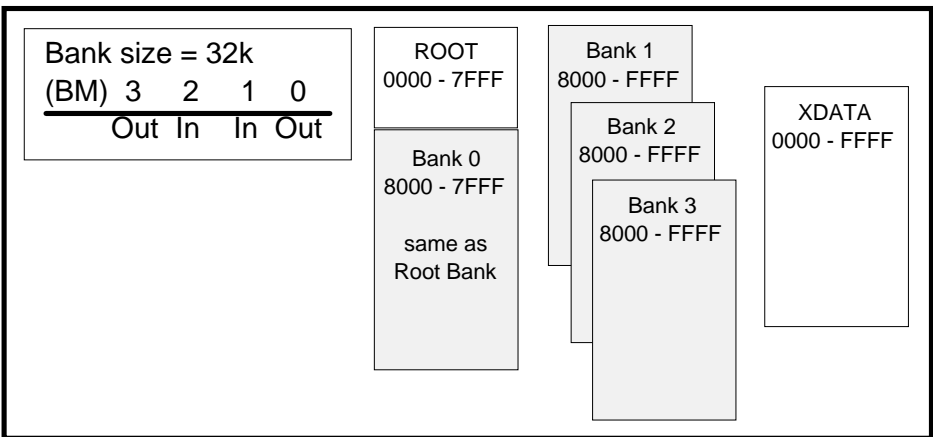 Bank size = 32k
(BM) 3 2 1 0
Out In In Out
ROOT
0000 - 7FFF
Bank 0
8000 - 7FFF
same as
Root Bank
Bank 1
8000 - FFFF
Bank 2
8000 - FFFF
Bank 3
8000 - FFFF
XDATA
0000 - FFFF